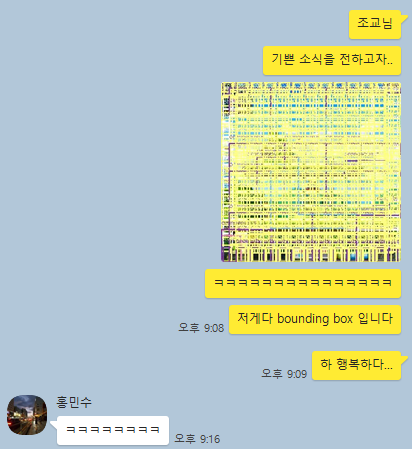 조교님
기쁜 소식을 전하고자..
ㅋㅋㅋㅋㅋㅋㅋㅋㅋㅋㅋㅋㅋㅋㅋ
저게다 bounding box 입니다
오후 9:08
하 행복하다...
오후 9:09
홍민수
ㅋㅋㅋㅋㅋㅋㅋㅋ
오후 9:16